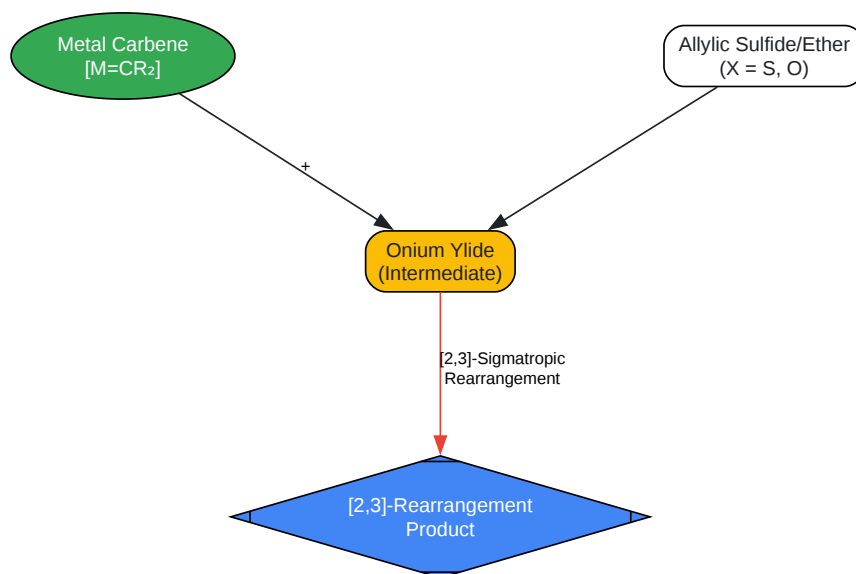 Metal Carbene
[M=CR₂]
Allylic Sulfide/Ether
(X = S, O)
+
Onium Ylide
(Intermediate)
[2,3]-Sigmatropic
Rearrangement
[2,3]-Rearrangement
Product